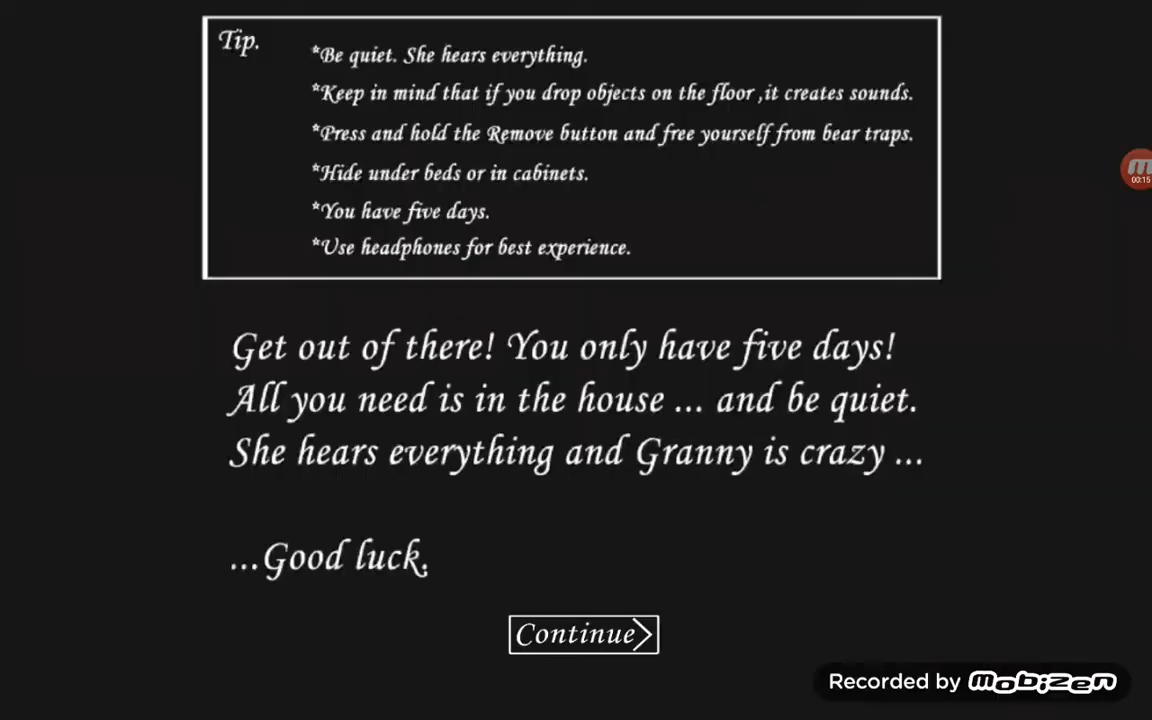 Tip.
*Be quiet. She hears everything.
*Keep in mind that if you drop objects on the floor ,it creates sounds.
*Press and hold the Remove button and free yourself from bear traps.
*Hide under beds or in cabinets.
*You have five days.
*Use headphones for best experience.
Get out of there! You only have five days!
All you need is in the house ... and be quiet.
She hears everything and Granny is crazy ...
...Good luck.
Continue>
m
00:15
Recorded by mobizen